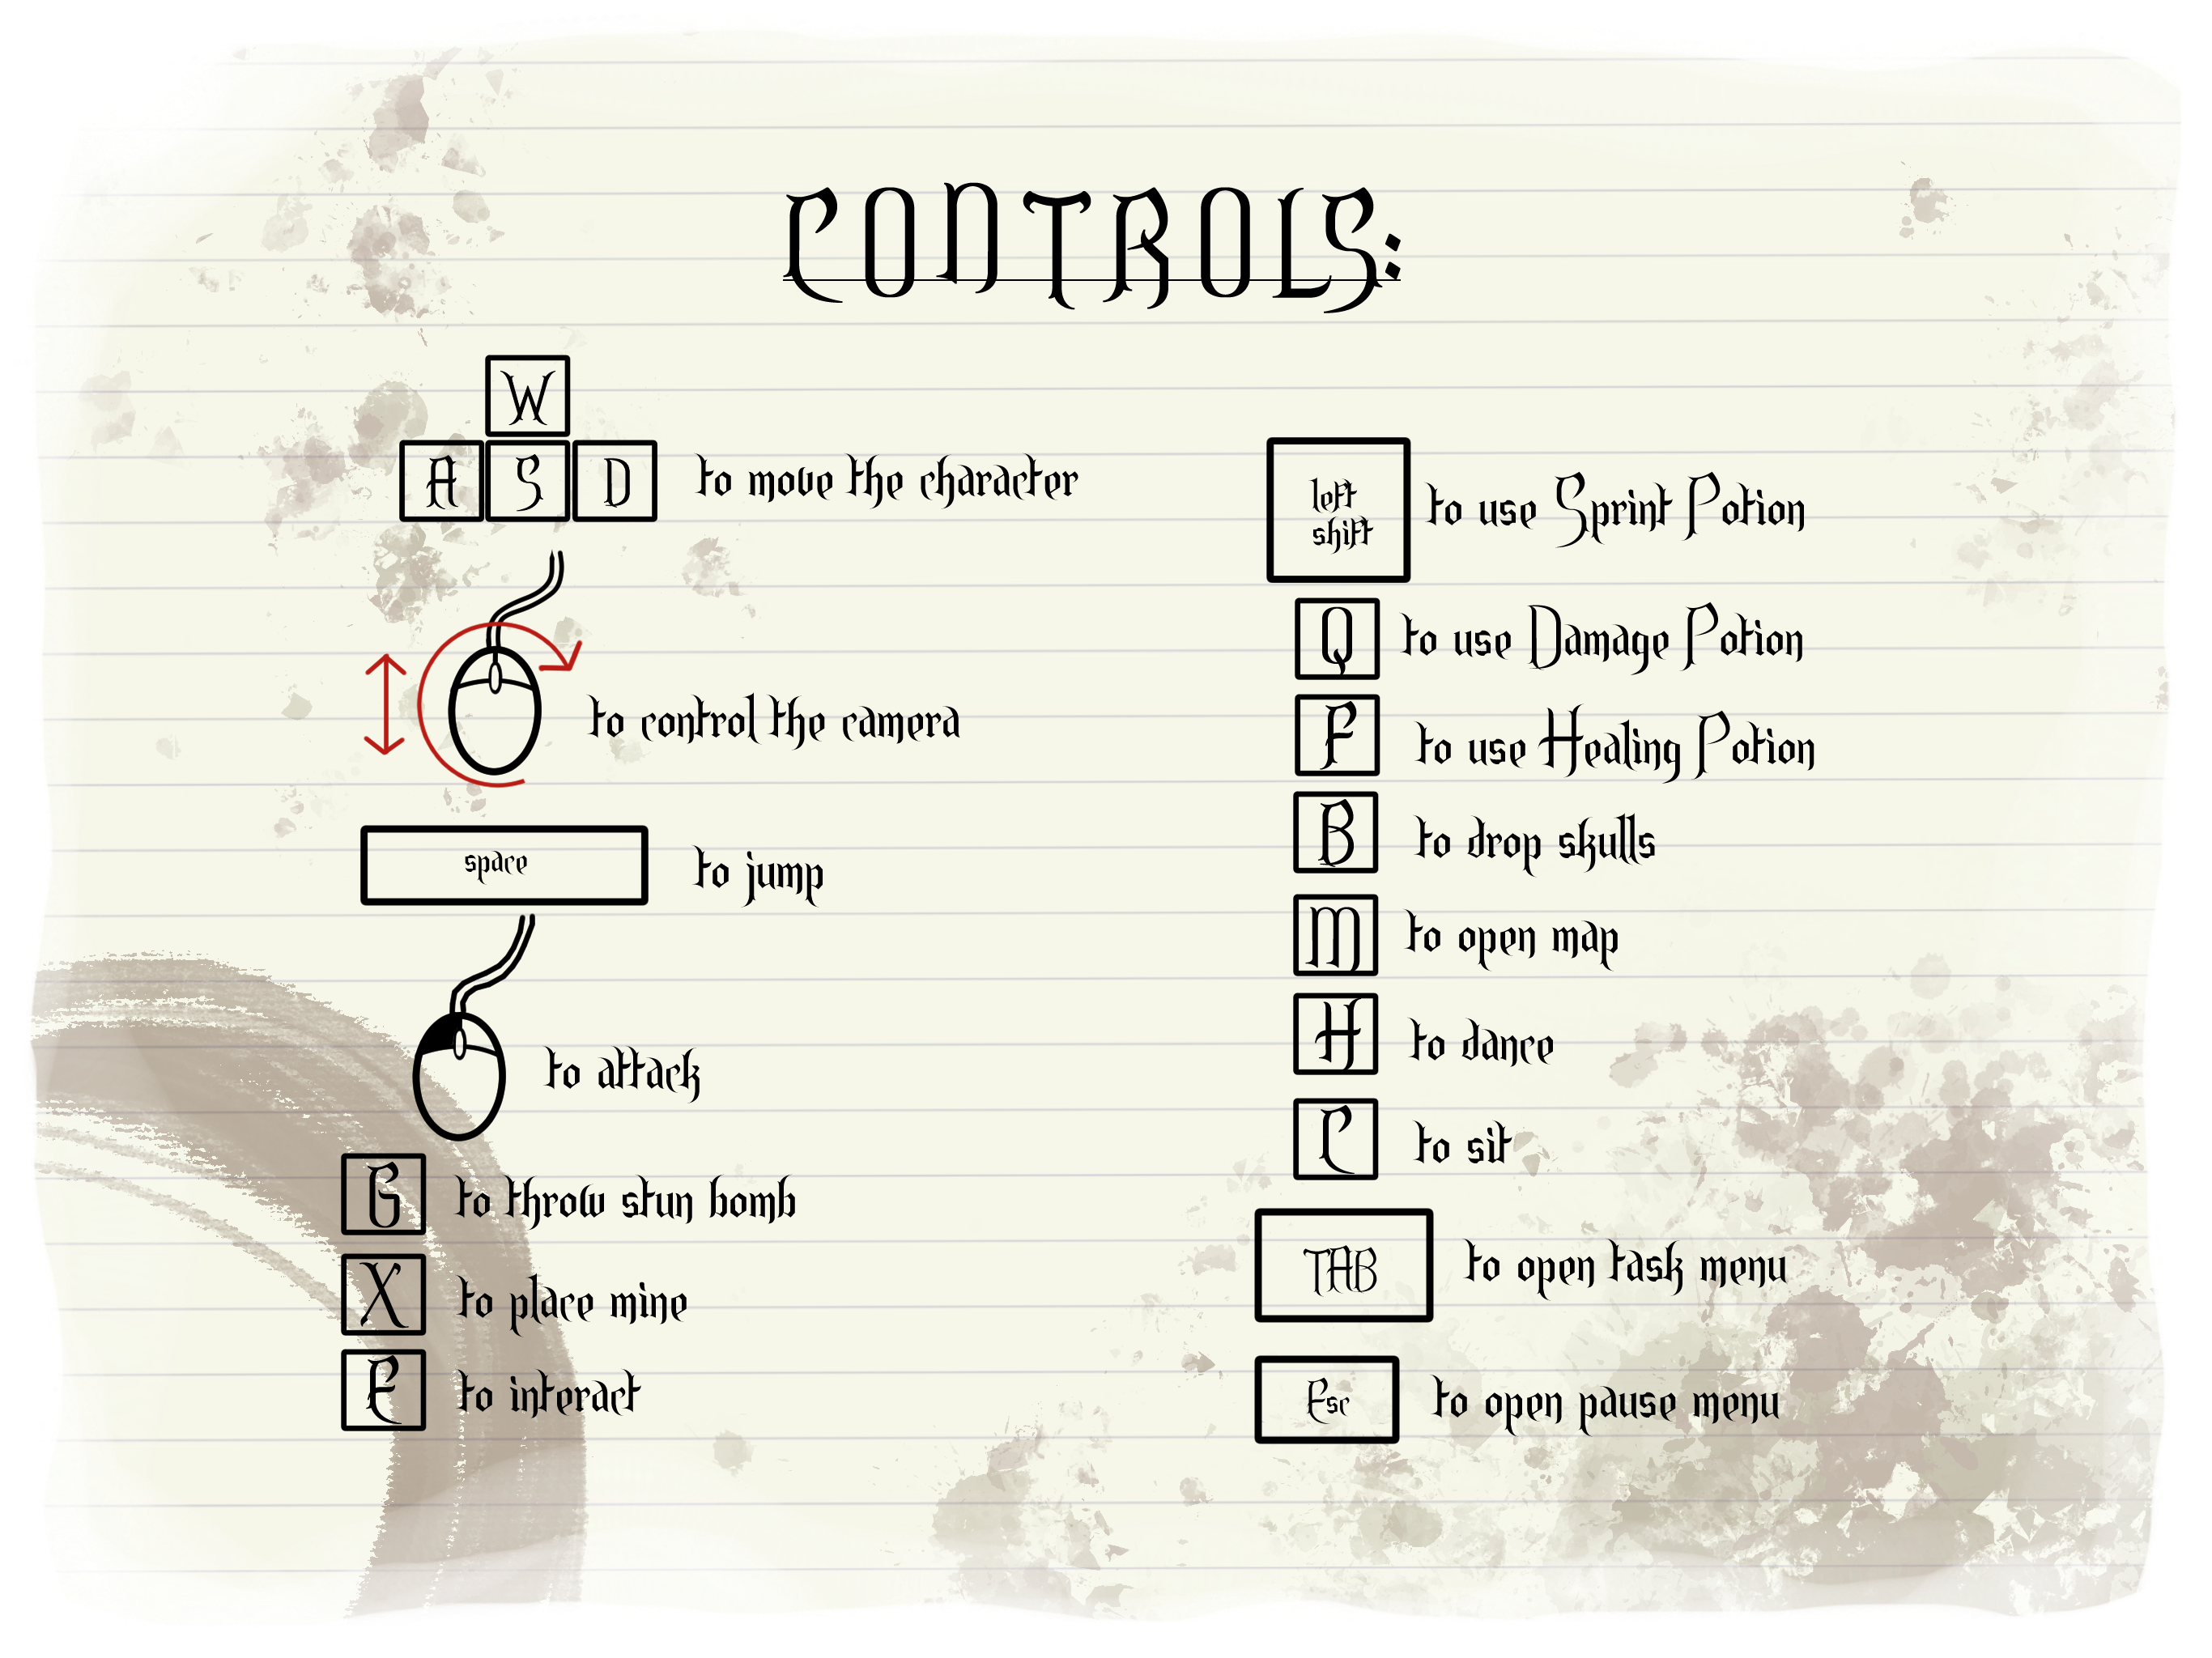 CONTROLS:
W
A S D to move the character
to control the camera
space to jump
to attack
G to throw stun bomb
X to place mine
E to interact
left
shift
to use Sprint Potion
Q to use Damage Potion
F to use Healing Potion
B to drop skulls
M to open map
H to dance
C to sit
TAB to open task menu
Esc to open pause menu